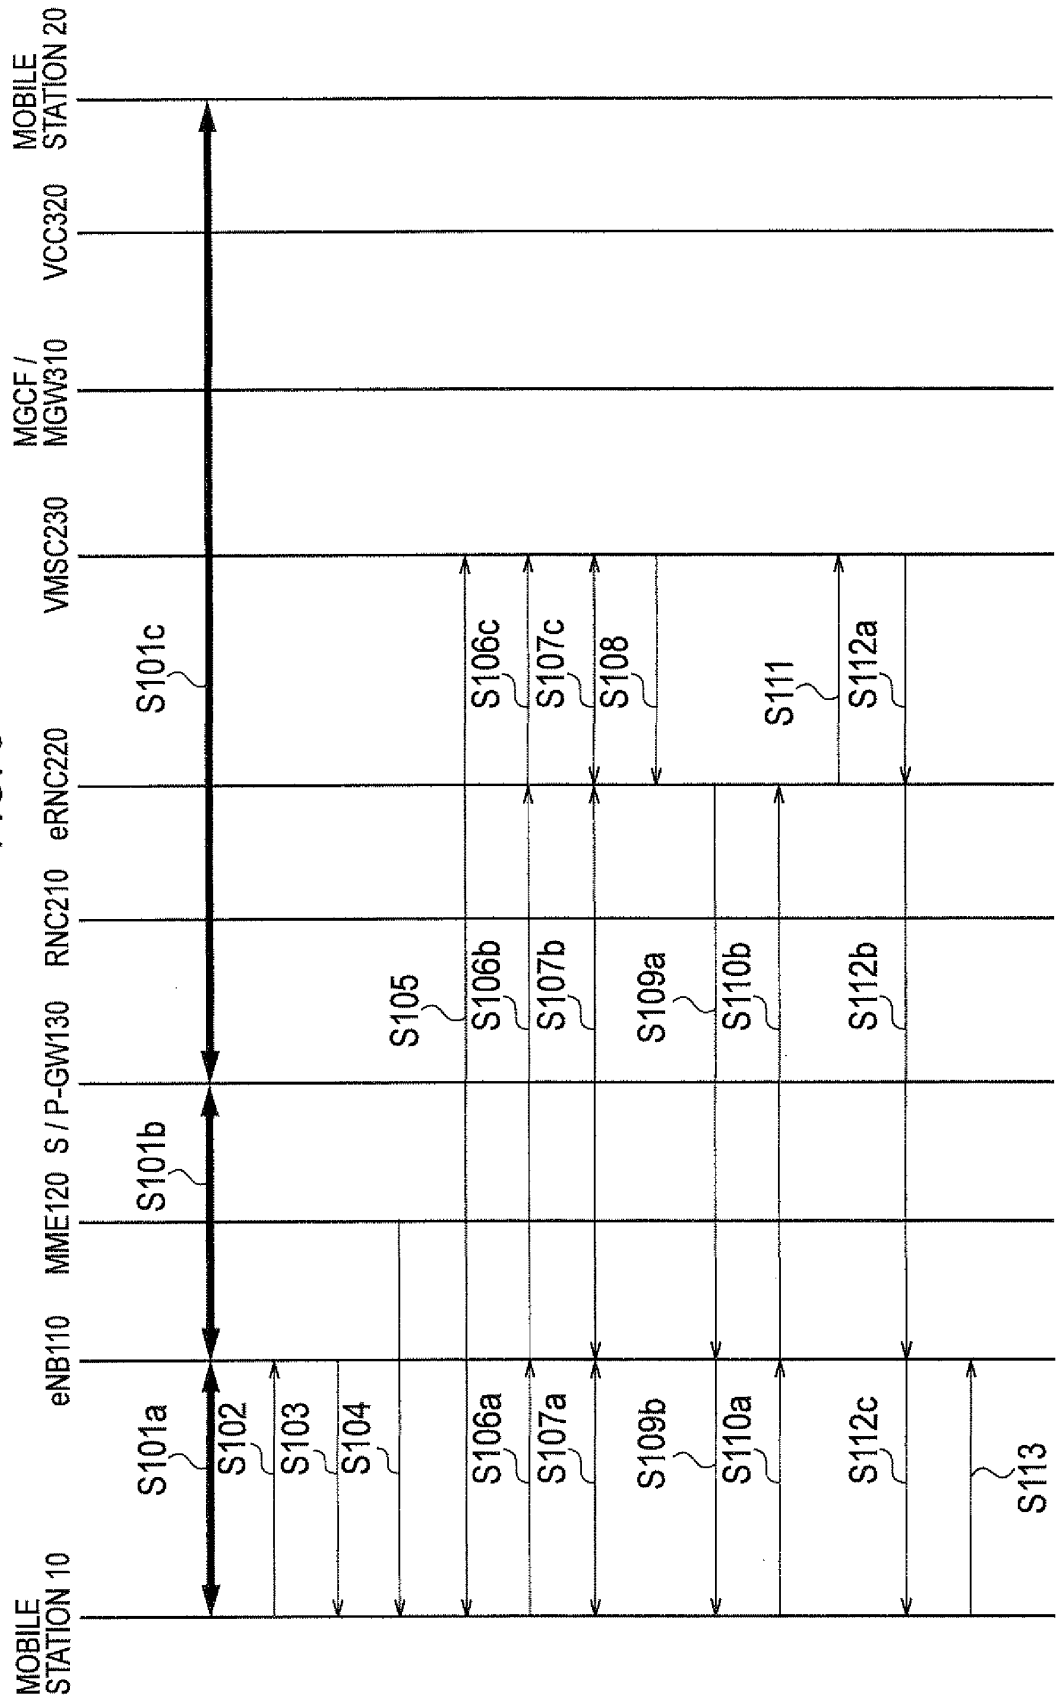 MOBILE
STATION 10
eNB110
MME120
S / P-GW130
RNC210
eRNC220
VMSC230
MGCF /
MGW310
VCC320
MOBILE
STATION 20
S101a
S101b
S101c
S102
S103
S104
S105
S106a
S106b
S106c
S107a
S107b
S107c
S108
S109b
S109a
S110a
S110b
S111
S112c
S112b
S112a
S113